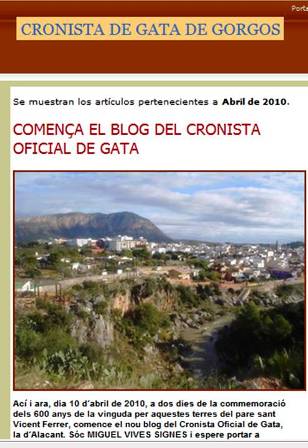 Porta
CRONISTA DE GATA DE GORGOS
Se muestran los artículos pertenecientes a Abril de 2010.
COMENÇA EL BLOG DEL CRONISTA
OFICIAL DE GATA
Ací i ara, dia 10 d'abril de 2010, a dos dies de la commemoració
dels 600 anys de la vinguda per aquestes terres del pare sant
Vicent Ferrer, comence el nou blog del Cronista Oficial de Gata,
la d'Alacant. Sóc MIGUEL VIVES SIGNES i espere portar a